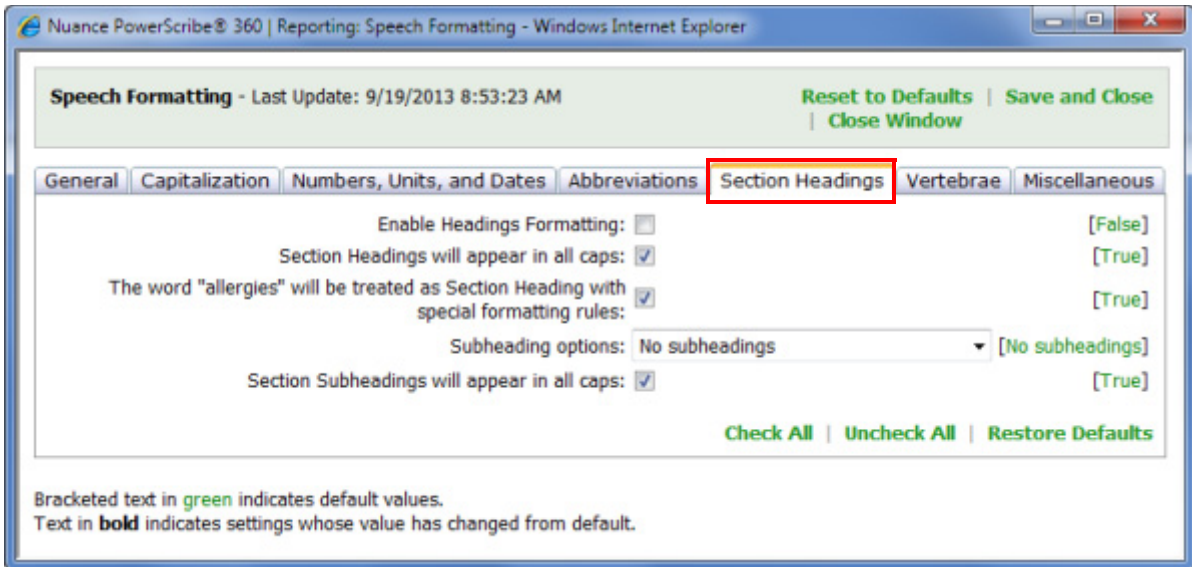 Nuance PowerScribe® 360 | Reporting: Speech Formatting - Windows Internet Explorer
Speech Formatting - Last Update: 9/19/2013 8:53:23 AM
Reset to Defaults | Save and Close
| Close Window
General Capitalization Numbers, Units, and Dates Abbreviations Section Headings Vertebrae Miscellaneous
Enable Headings Formatting: [False]
Section Headings will appear in all caps: [True]
The word "allergies" will be treated as Section Heading with
special formatting rules: [True]
Subheading options: No subheadings [No subheadings]
Section Subheadings will appear in all caps: [True]
Check All | Uncheck All | Restore Defaults
Bracketed text in green indicates default values.
Text in bold indicates settings whose value has changed from default.